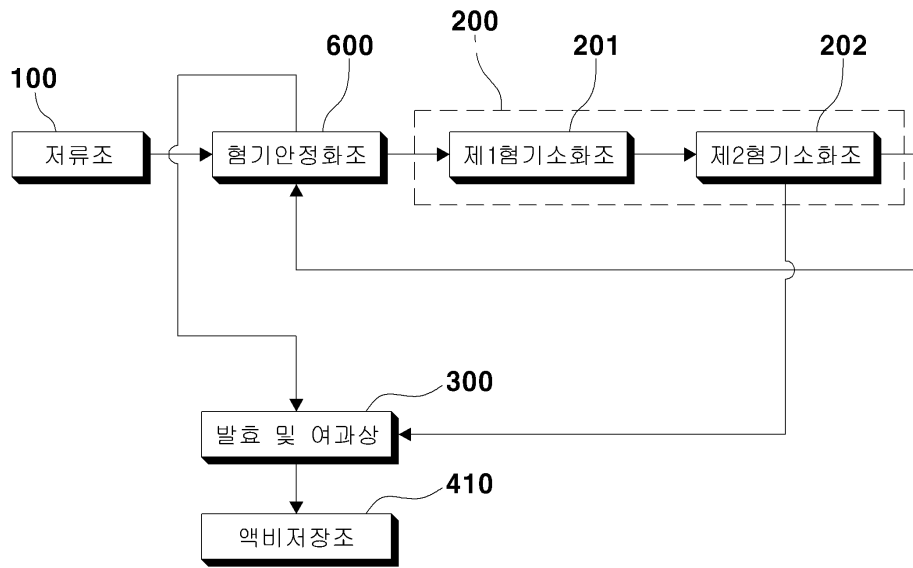 200
600
201
202
100
저류조
혐기안정화조
제1혐기소화조
제2혐기소화조
300
발효 및 여과상
410
액비저장조